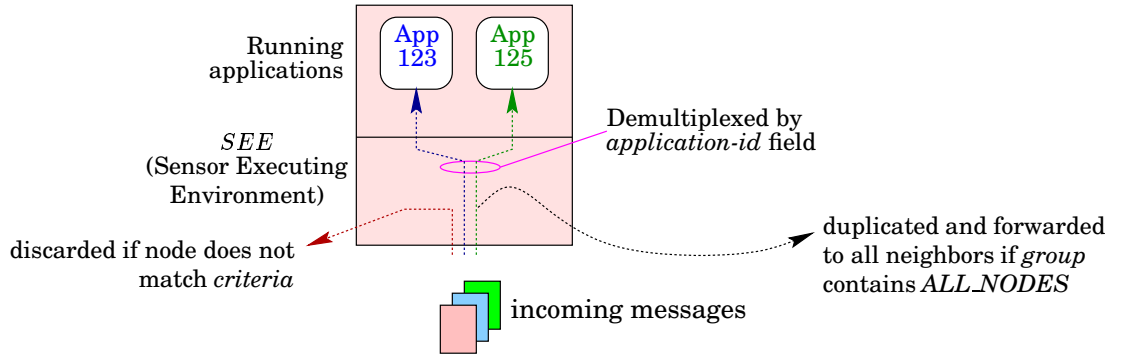 Running
applications
App
123
App
125
SEE
(Sensor Executing
Environment)
Demultiplexed by
application-id field
discarded if node does not
match criteria
duplicated and forwarded
to all neighbors if group
contains ALL_NODES
incoming messages